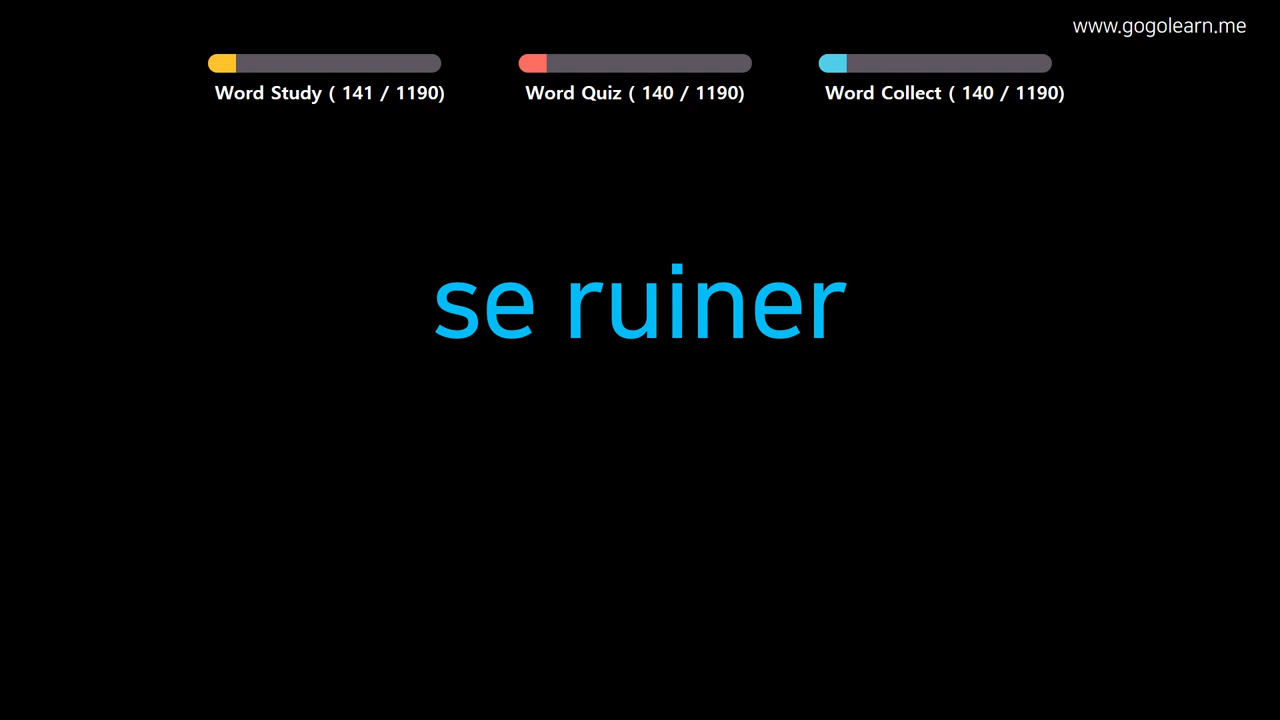 www.gogolearn.me
Word Study ( 141 / 1190)
Word Quiz ( 140 / 1190)
Word Collect ( 140 / 1190)
se ruiner